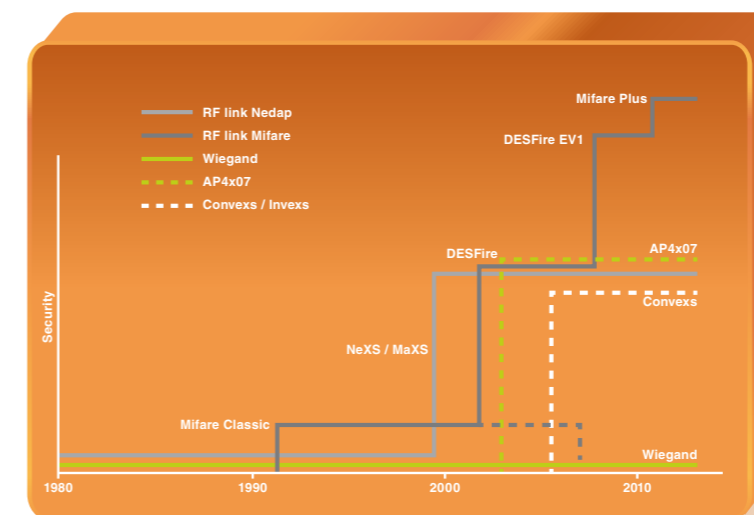 Mifare Plus
RF link Nedap
RF link Mifare
DESFire EV1
Wiegand
AP4x07
Convexs / Invexs
AP4x07
DESFire
Convexs
Security
NeXS / MaXS
Mifare Classic
Wiegand
1980 1990 2000 2010